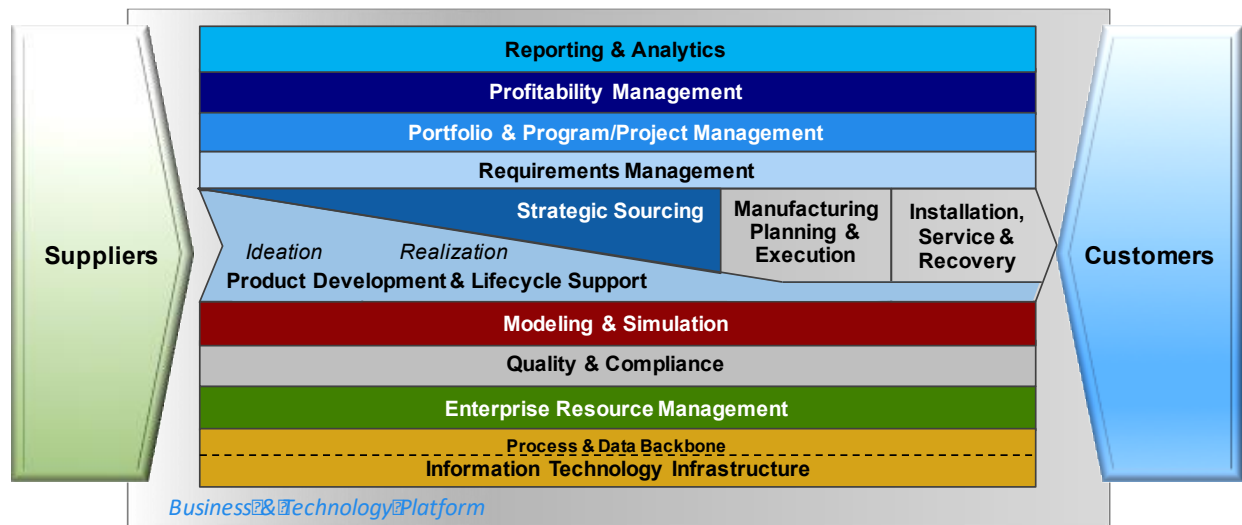 Reporting & Analytics
Profitability Management
Portfolio & Program/Project Management
Requirements Management
Suppliers
Strategic Sourcing
Manufacturing
Planning &
Execution
Installation,
Service &
Recovery
Customers
Ideation
Realization
Product Development & Lifecycle Support
Modeling & Simulation
Quality & Compliance
Enterprise Resource Management
Process & Data Backbone
Information Technology Infrastructure
Business & Technology Platform